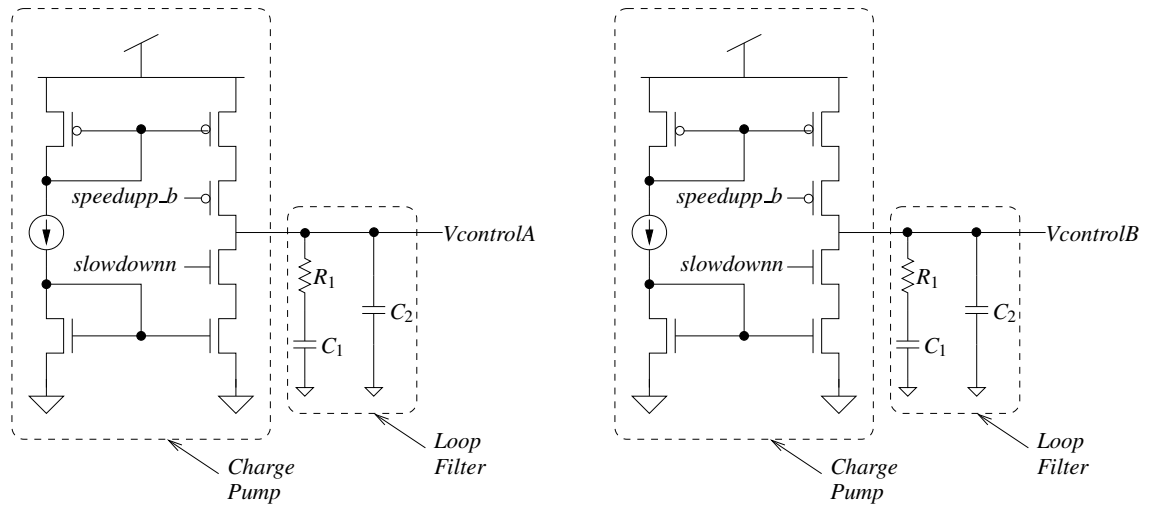 speedupp_b
VcontrolA
slowdownn
R1
C2
C1
Loop
Filter
Charge
Pump
speedupp_b
VcontrolB
slowdownn
R1
C2
C1
Loop
Filter
Charge
Pump